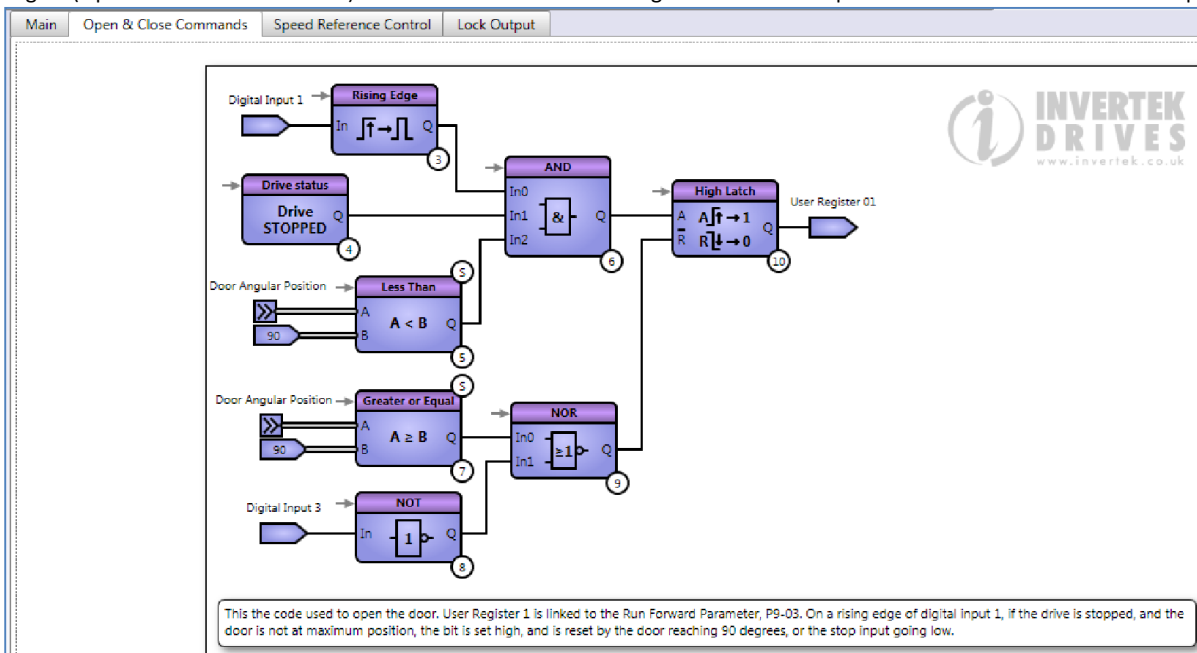 Main Open & Close Commands Speed Reference Control Lock Output
INVERTEK
DRIVES
www.invertek.co.uk
Digital Input 1
Rising Edge
In Q
3
Drive status
Drive
STOPPED
Q
4
AND
In0
In1 & Q
In2
6
High Latch
A A → 1
R R → 0
Q
10
User Register 01
Door Angular Position
S
Less Than
A
A < B Q
90 B
5
Door Angular Position
S
Greater or Equal
A
A ≥ B Q
90 B
7
NOR
In0
≥1 Q
In1
9
Digital Input 3
NOT
In 1 Q
8
This the code used to open the door. User Register 1 is linked to the Run Forward Parameter, P9-03. On a rising edge of digital input 1, if the drive is stopped, and the
door is not at maximum position, the bit is set high, and is reset by the door reaching 90 degrees, or the stop input going low.